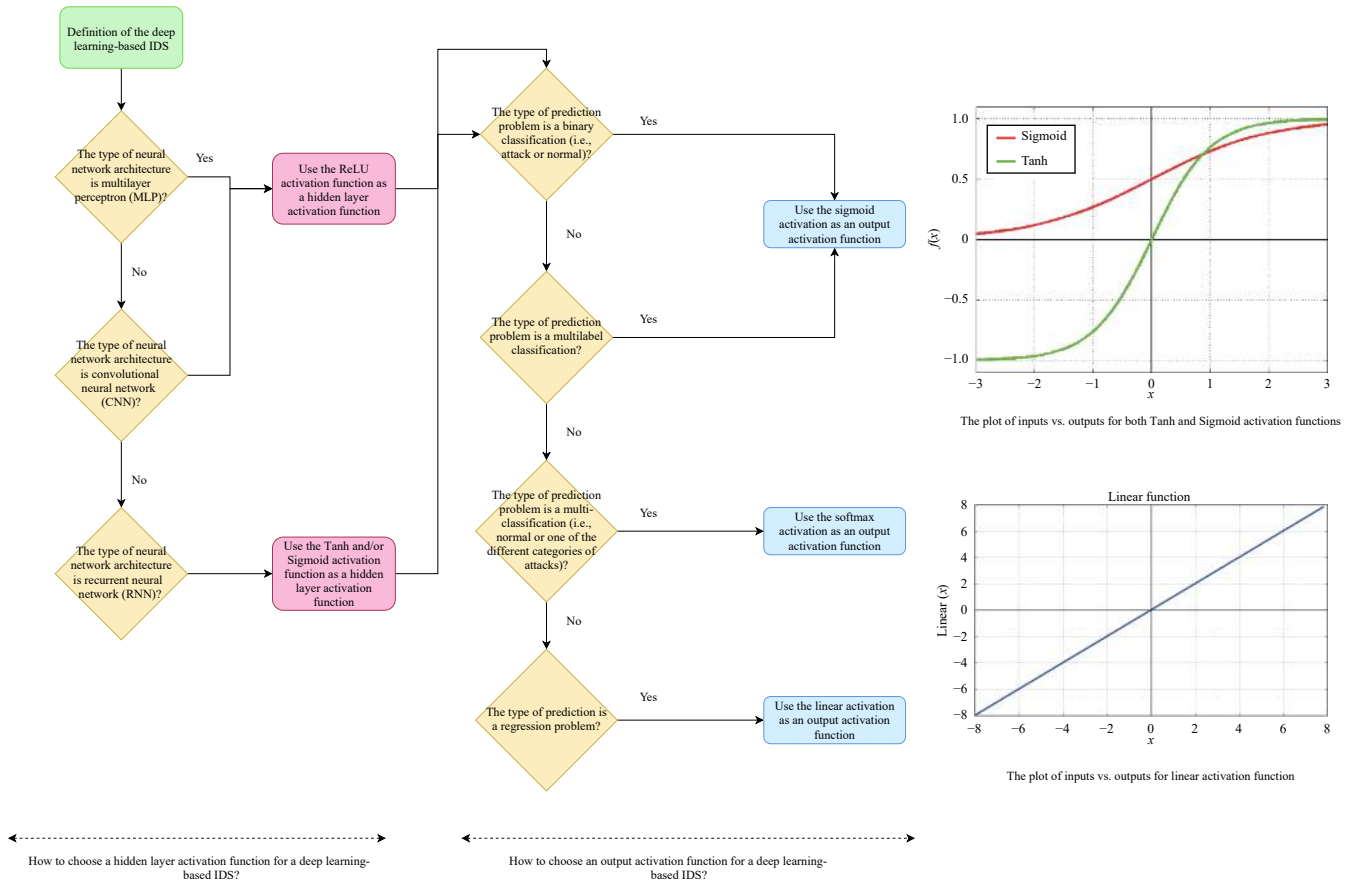 Definition of the deep
learning-based IDS
The type of neural
network architecture
is multilayer
perceptron (MLP)?
Yes
Use the ReLU
activation function as
a hidden layer
activation function
No
The type of neural
network architecture
is convolutional
neural network
(CNN)?
No
The type of neural
network architecture
is recurrent neural
network (RNN)?
Use the Tanh and/or
Sigmoid activation
function as a hidden
layer activation
function
How to choose a hidden layer activation function for a deep learning-
based IDS?
The type of prediction
problem is a binary
classification (i.e.,
attack or normal)?
Yes
Use the sigmoid
activation as an output
activation function
No
The type of prediction
problem is a multilabel
classification?
Yes
No
The type of prediction
problem is a multi-
classification (i.e.,
normal or one of the
different categories of
attacks)?
Yes
Use the softmax
activation as an output
activation function
No
The type of prediction is
a regression problem?
Yes
Use the linear activation
as an output activation
function
How to choose an output activation function for a deep learning-
based IDS?
Sigmoid
Tanh
1.0
0.5
0
−0.5
−1.0
f(x)
−3 −2 −1 0 1 2 3
x
The plot of inputs vs. outputs for both Tanh and Sigmoid activation functions
Linear function
8
6
4
2
0
−2
−4
−6
−8
Linear (x)
−8 −6 −4 −2 0 2 4 6 8
x
The plot of inputs vs. outputs for linear activation function